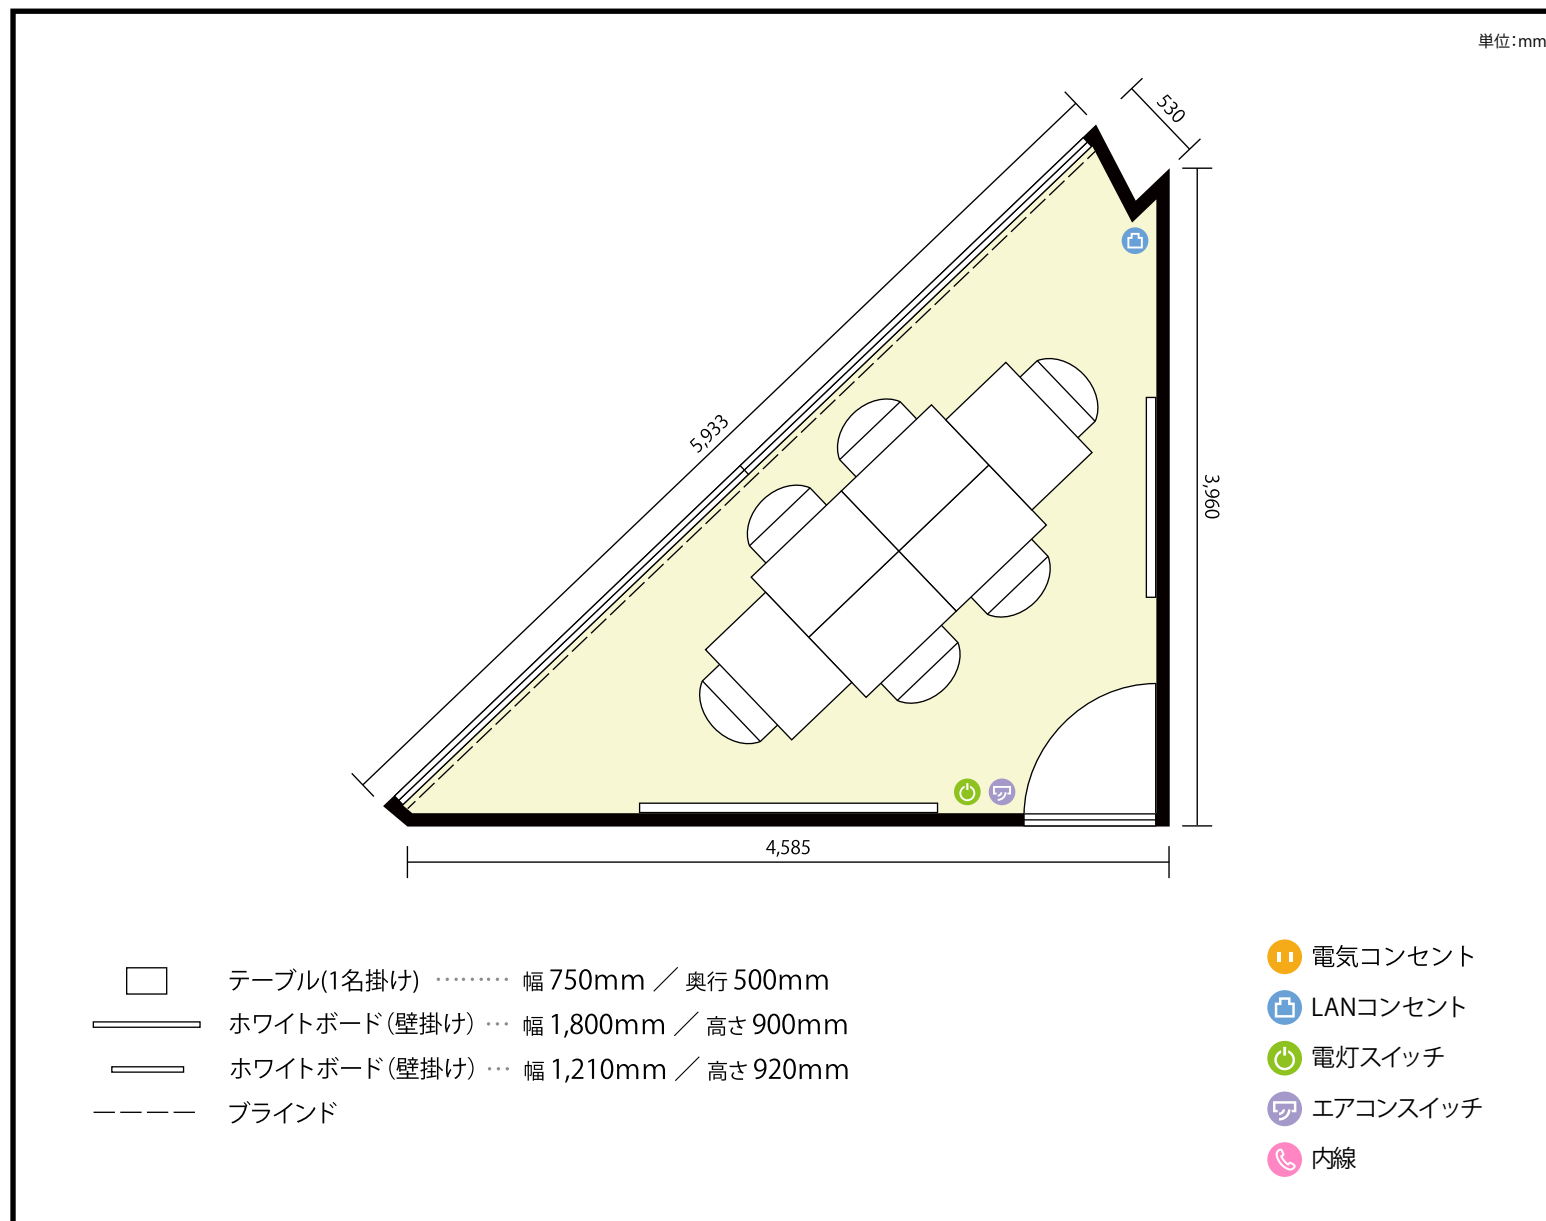 単位：mm
530
5,933
3,960
4,585
テーブル(1名掛け) ……… 幅 750mm ／ 奥行 500mm
ホワイトボード（壁掛け）… 幅 1,800mm ／ 高さ 900mm
ホワイトボード（壁掛け）… 幅 1,210mm ／ 高さ 920mm
ブラインド
電気コンセント
LANコンセント
電灯スイッチ
エアコンスイッチ
内線